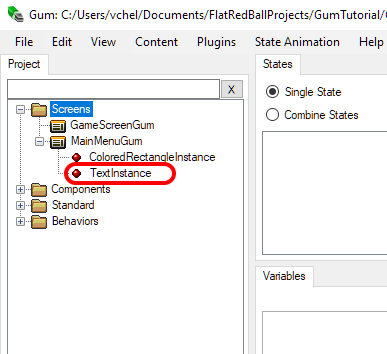 Gum: C:/Users/vchel/Documents/FlatRedBallProjects/GumTutorial/
File Edit View Content Plugins State Animation Help
Project
X
Screens
GameScreenGum
MainMenuGum
ColoredRectangleInstance
TextInstance
Components
Standard
Behaviors
States
Single State
Combine States
Variables